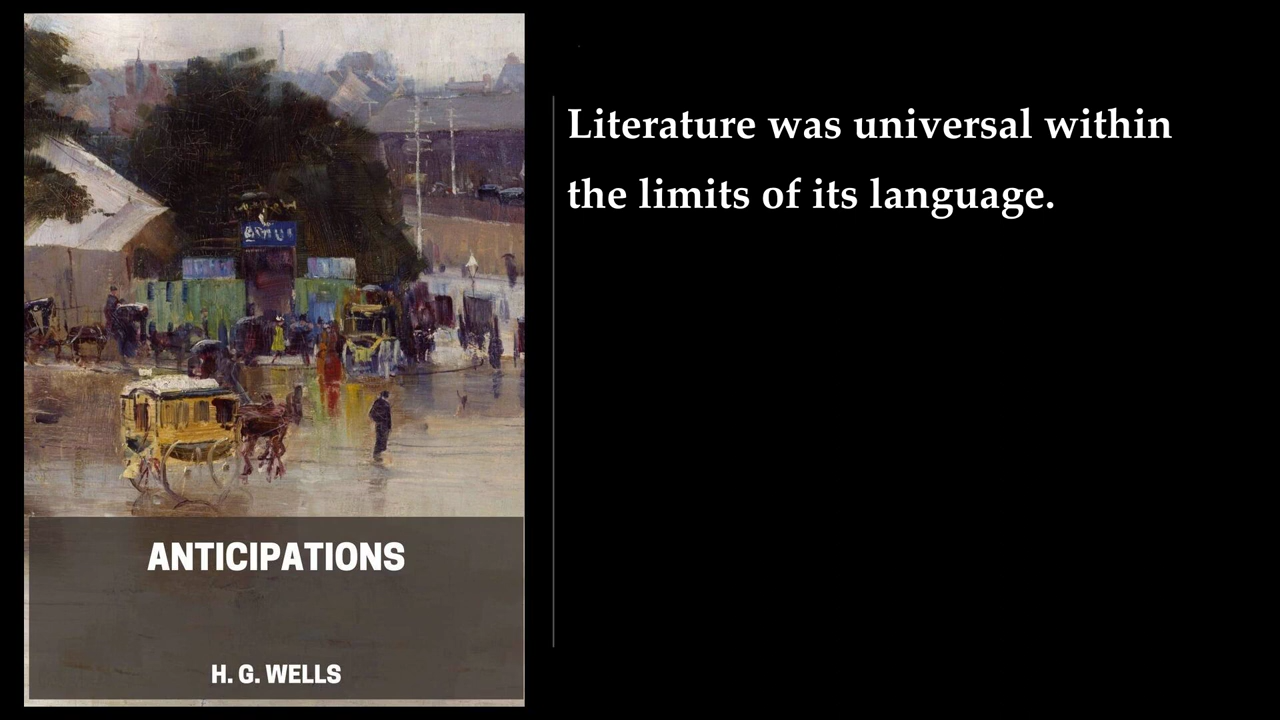 Literature was universal within
the limits of its language.
ANTICIPATIONS
H. G. WELLS